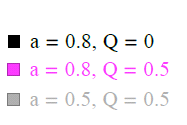 a = 0.8, Q = 0
a = 0.8, Q = 0.5
a = 0.5, Q = 0.5